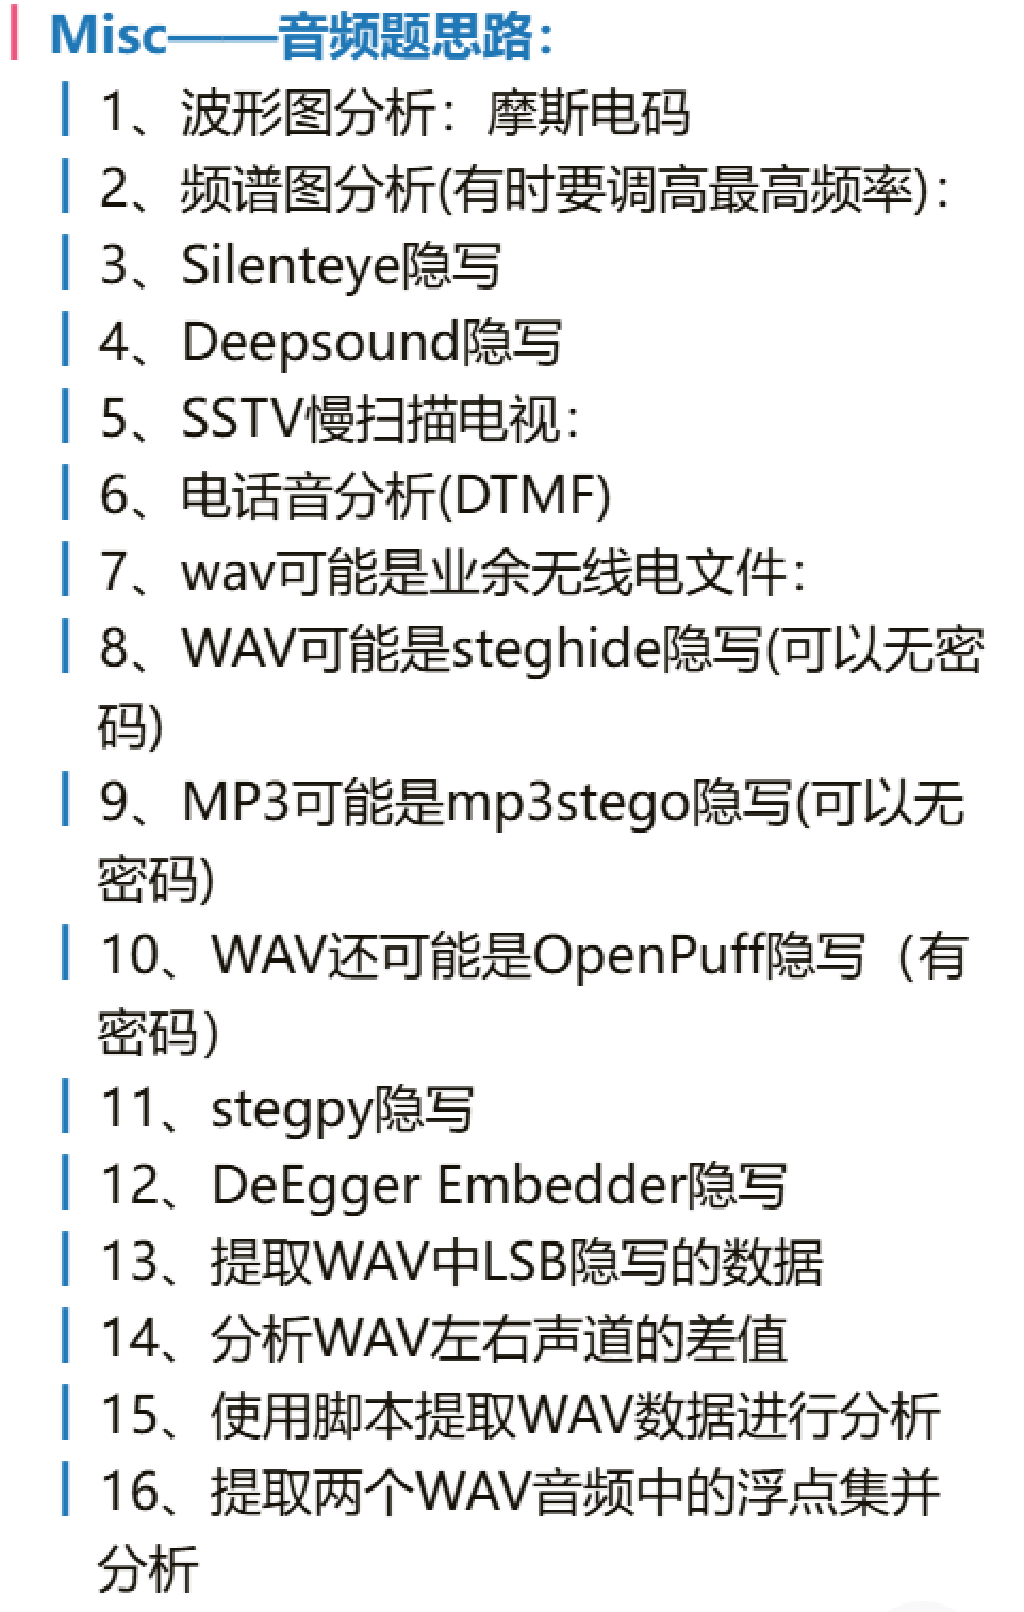 Misc——音频题思路：
1、波形图分析：摩斯电码
2、频谱图分析(有时要调高最高频率)：
3、Silenteye隐写
4、Deepsound隐写
5、SSTV慢扫描电视：
6、电话音分析(DTMF)
7、wav可能是业余无线电文件：
8、WAV可能是steghide隐写(可以无密
码)
9、MP3可能是mp3stego隐写(可以无
密码)
10、WAV还可能是OpenPuff隐写（有
密码）
11、stegpy隐写
12、DeEgger Embedder隐写
13、提取WAV中LSB隐写的数据
14、分析WAV左右声道的差值
15、使用脚本提取WAV数据进行分析
16、提取两个WAV音频中的浮点集并
分析